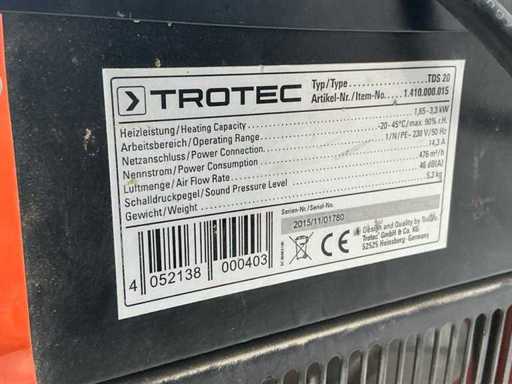 TROTEC
Typ/Type TDS 20
Artikel-Nr./Item-No. 1.410.000.015
Heizleistung/Heating Capacity 1,65-3,3 kW
Arbeitsbereich/Operating Range -20-45°C/max. 90% r.H.
Netzanschluss/Power Connection 1/N/PE~ 230 V/50 Hz
Nennstrom/Power Consumption 14,3 A
Luftmenge/Air Flow Rate 476 m³/h
Schalldruckpegel/Sound Pressure Level 46 dB(A)
Gewicht/Weight 5,2 kg
Serien-Nr./Serial-No.
2015/11/01780
Design and Quality by Trotec
Trotec GmbH & Co. KG
52525 Heinsberg/Germany
CE
4 052138 000403